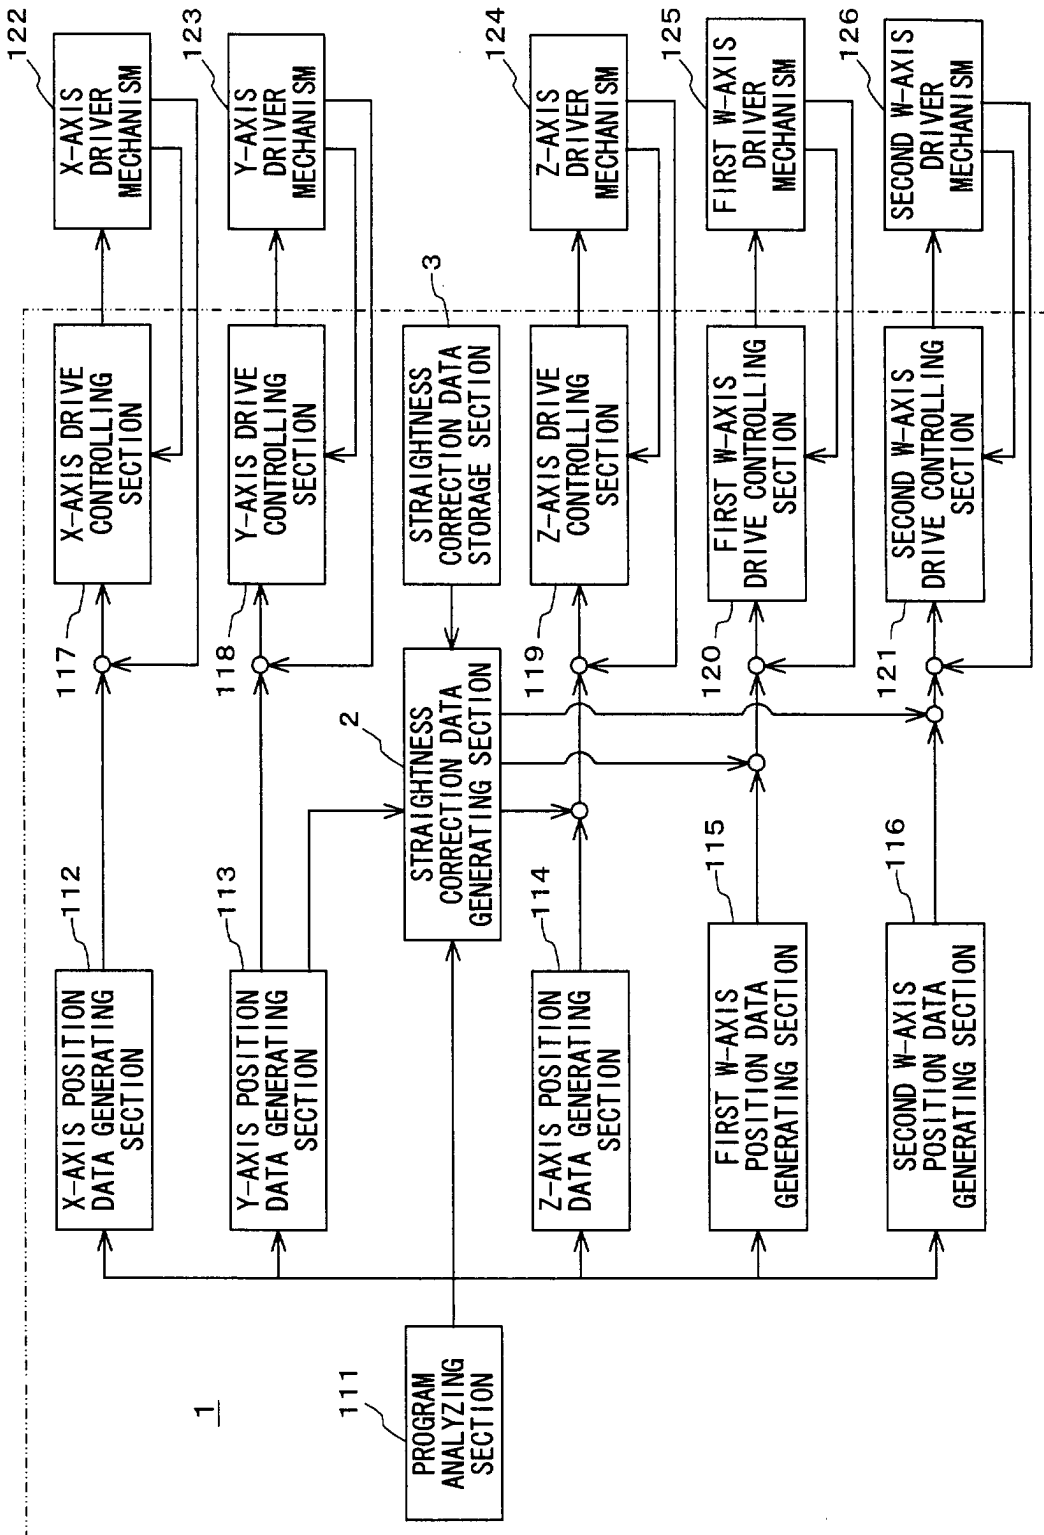 1
111
PROGRAM
ANALYZING
SECTION
112
X-AXIS POSITION
DATA GENERATING
SECTION
113
Y-AXIS POSITION
DATA GENERATING
SECTION
114
Z-AXIS POSITION
DATA GENERATING
SECTION
115
FIRST W-AXIS
POSITION DATA
GENERATING SECTION
116
SECOND W-AXIS
POSITION DATA
GENERATING SECTION
2
STRAIGHTNESS
CORRECTION DATA
GENERATING SECTION
3
STRAIGHTNESS
CORRECTION DATA
STORAGE SECTION
117
X-AXIS DRIVE
CONTROLLING
SECTION
118
Y-AXIS DRIVE
CONTROLLING
SECTION
119
Z-AXIS DRIVE
CONTROLLING
SECTION
120
FIRST W-AXIS
DRIVE CONTROLLING
SECTION
121
SECOND W-AXIS
DRIVE CONTROLLING
SECTION
122
X-AXIS
DRIVER
MECHANISM
123
Y-AXIS
DRIVER
MECHANISM
124
Z-AXIS
DRIVER
MECHANISM
125
FIRST W-AXIS
DRIVER
MECHANISM
126
SECOND W-AXIS
DRIVER
MECHANISM